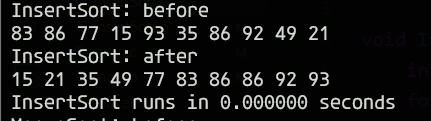 InsertSort: before
83 86 77 15 93 35 86 92 49 21
InsertSort: after
15 21 35 49 77 83 86 86 92 93
InsertSort runs in 0.000000 seconds